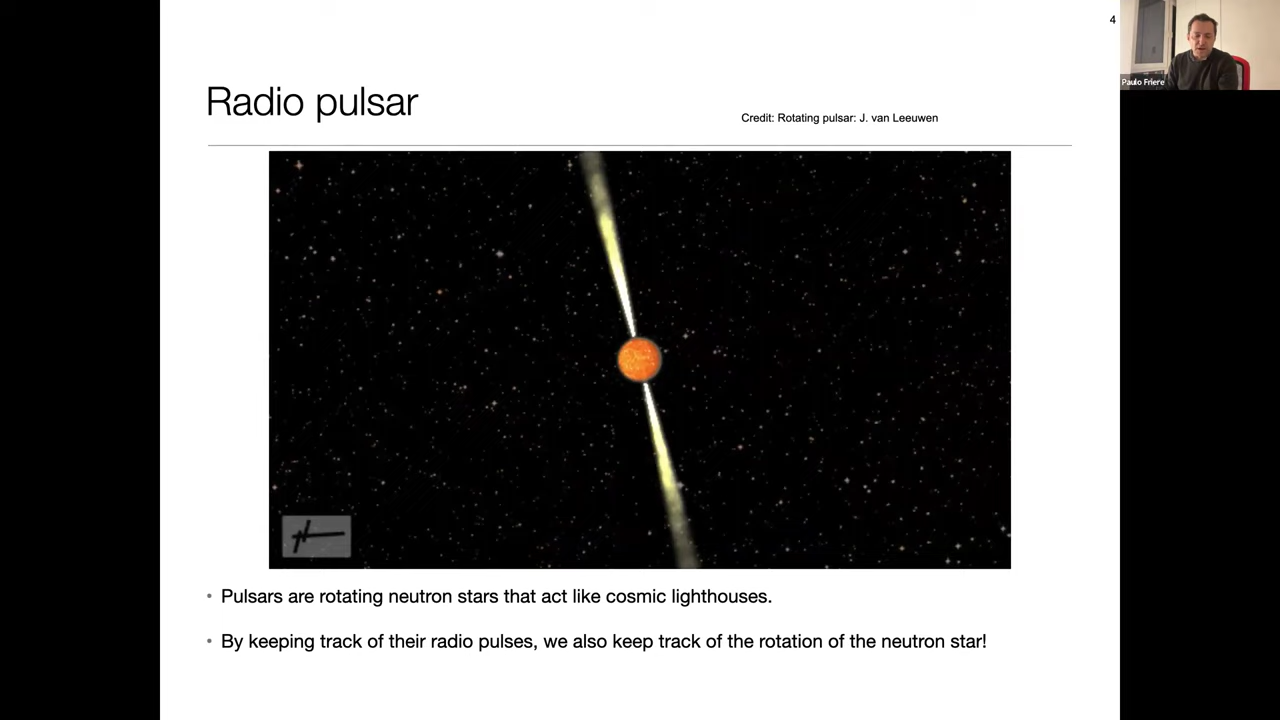 4
Paulo Friere
Radio pulsar
Credit: Rotating pulsar: J. van Leeuwen
• Pulsars are rotating neutron stars that act like cosmic lighthouses.
• By keeping track of their radio pulses, we also keep track of the rotation of the neutron star!